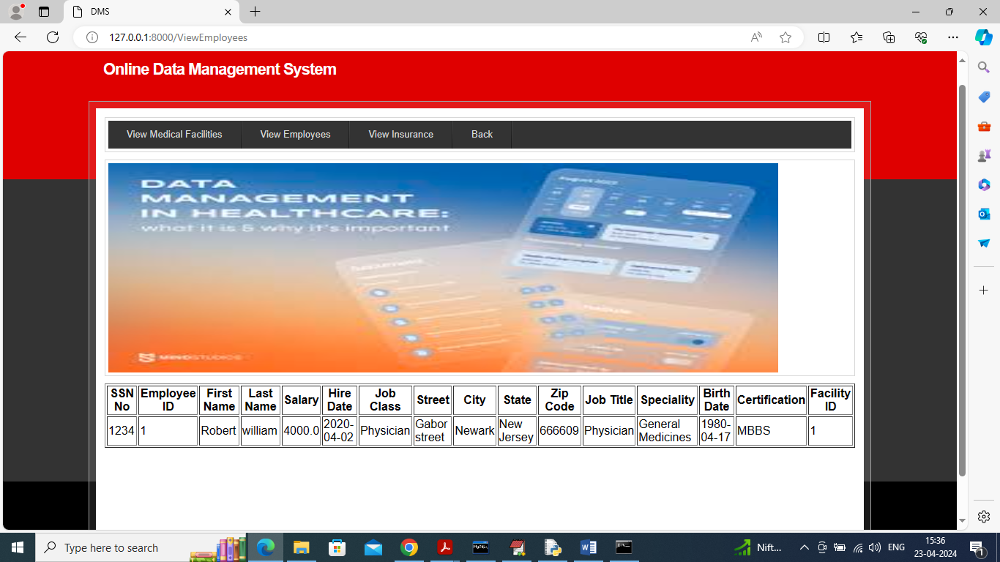 DMS
127.0.0.1:8000/ViewEmployees
Online Data Management System
View Medical Facilities View Employees View Insurance Back
DATA
MANAGEMENT
IN HEALTHCARE:
what it is & why it's important
August
MINDSTUDIOS
SSN No Employee ID First Name Last Name Salary Hire Date Job Class Street City State Zip Code Job Title Speciality Birth Date Certification Facility ID
1234 1 Robert william 4000.0 2020-04-02 Physician Gabor street Newark New Jersey 666609 Physician General Medicines 1980-04-17 MBBS 1
Type here to search
Nift...
ENG
15:36
23-04-2024
1